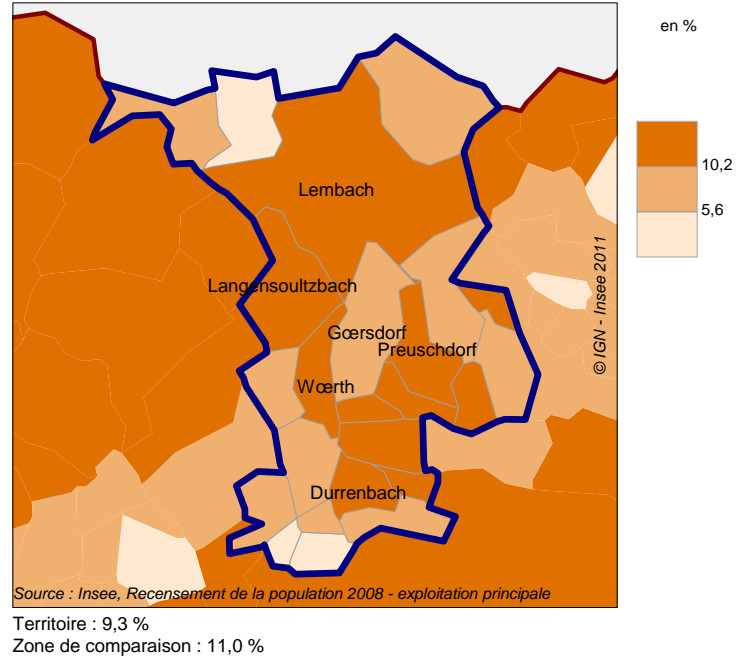 en %
10,2
5,6
Lembach
Langensoultzbach
Gœrsdorf
Preuschdorf
Wœrth
Durrenbach
© IGN - Insee 2011
Source : Insee, Recensement de la population 2008 - exploitation principale
Territoire : 9,3 %
Zone de comparaison : 11,0 %